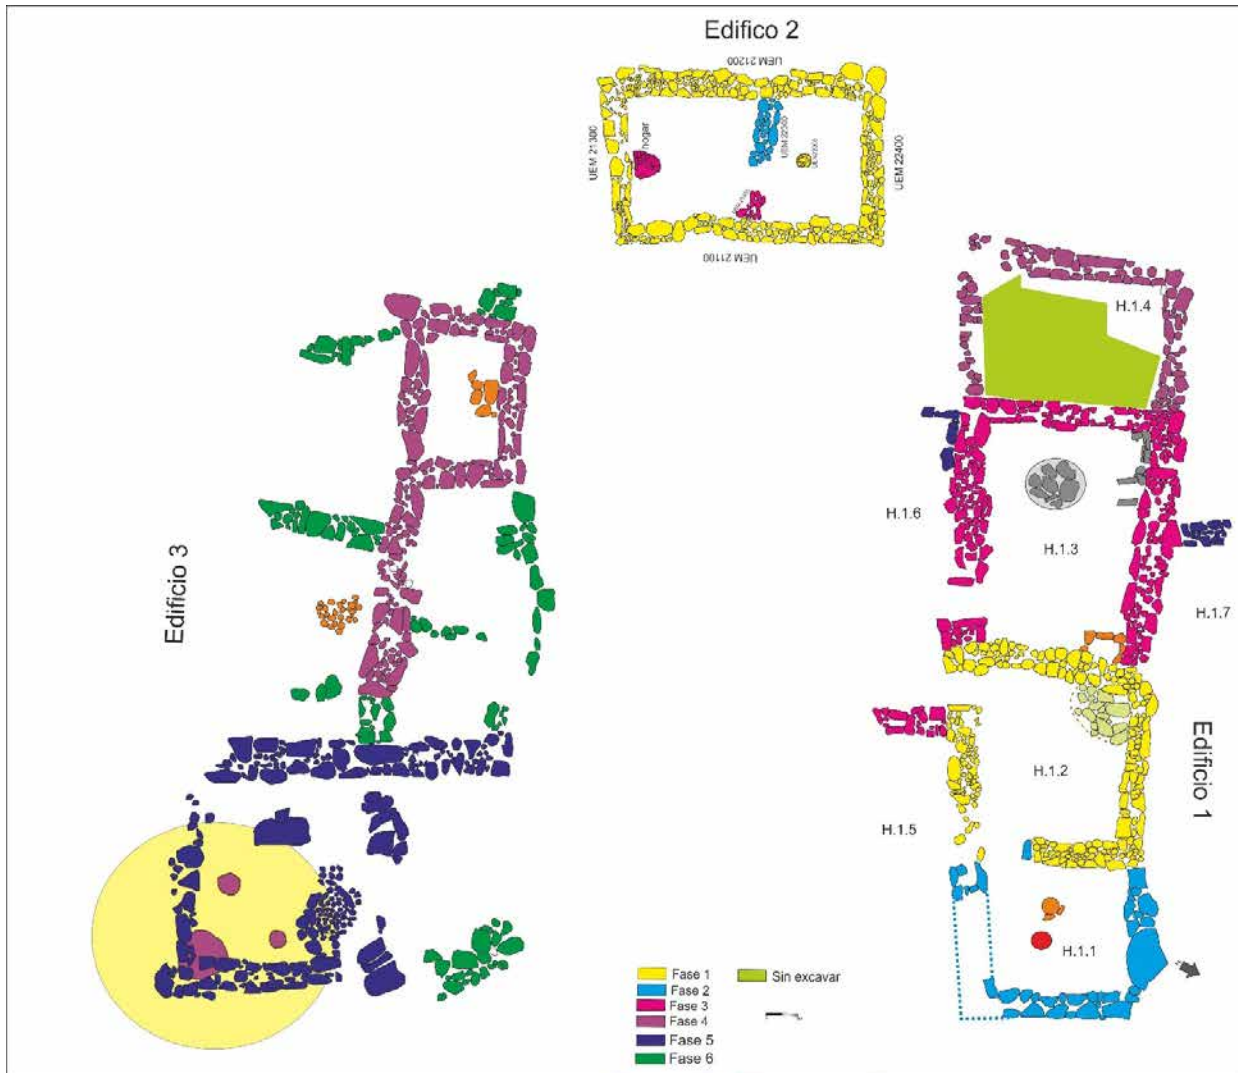 Edifico 2
UEM 21200
UEM 21300
hogar
UEM 22300
UEM 22400
UEM 21100
H.1.4
H.1.6
H.1.3
H.1.7
Edificio 3
H.1.2
Edificio 1
H.1.5
H.1.1
Fase 1
Fase 2
Fase 3
Fase 4
Fase 5
Fase 6
Sin excavar